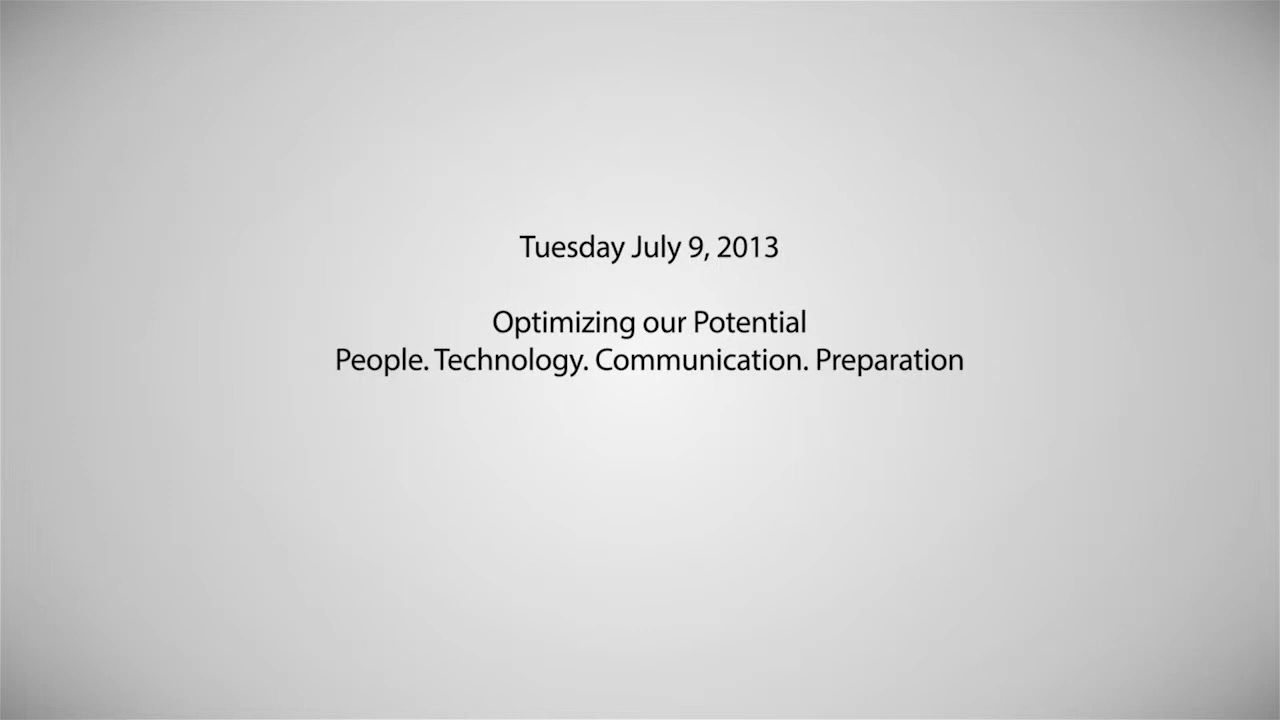 Tuesday July 9, 2013
Optimizing our Potential
People. Technology. Communication. Preparation